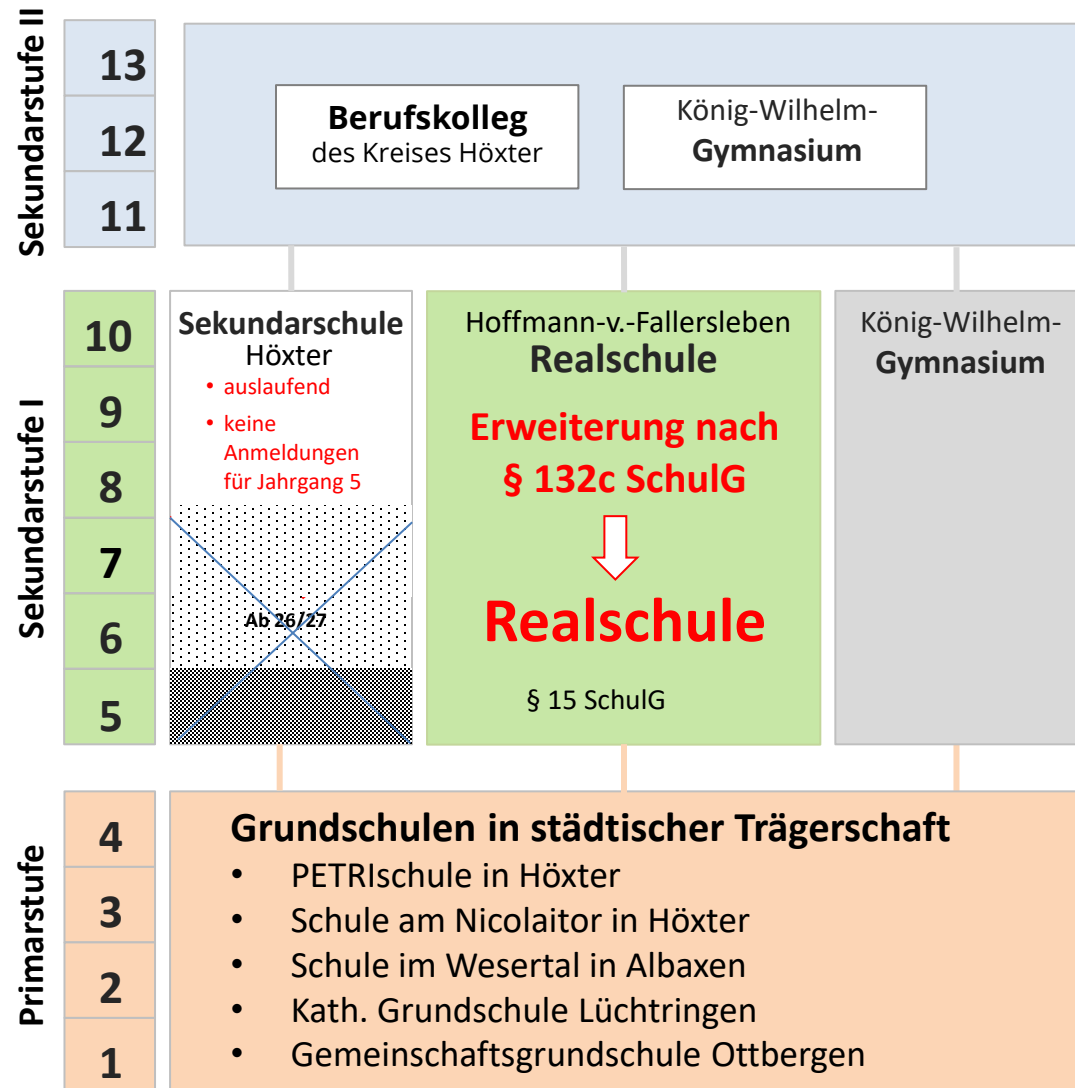 Sekundarstufe II
13
12
11
Berufskolleg
des Kreises Höxter
König-Wilhelm-
Gymnasium
Sekundarstufe I
10
9
8
7
6
5
Sekundarschule
Höxter
• auslaufend
• keine
Anmeldungen
für Jahrgang 5
Ab 26/27
Hoffmann-v.-Fallersleben
Realschule
Erweiterung nach
§ 132c SchulG
Realschule
§ 15 SchulG
König-Wilhelm-
Gymnasium
Primarstufe
4
3
2
1
Grundschulen in städtischer Trägerschaft
• PETRIschule in Höxter
• Schule am Nicolaitor in Höxter
• Schule im Wesertal in Albaxen
• Kath. Grundschule Lüchtringen
• Gemeinschaftsgrundschule Ottbergen